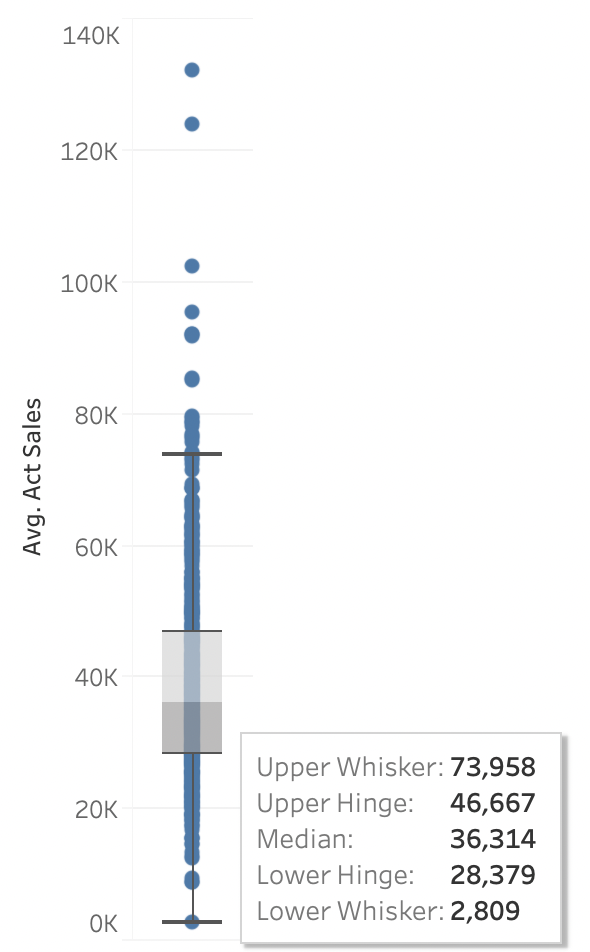 140K
120K
100K
80K
60K
40K
20K
0K
Avg. Act Sales
Upper Whisker: 73,958
Upper Hinge: 46,667
Median: 36,314
Lower Hinge: 28,379
Lower Whisker: 2,809